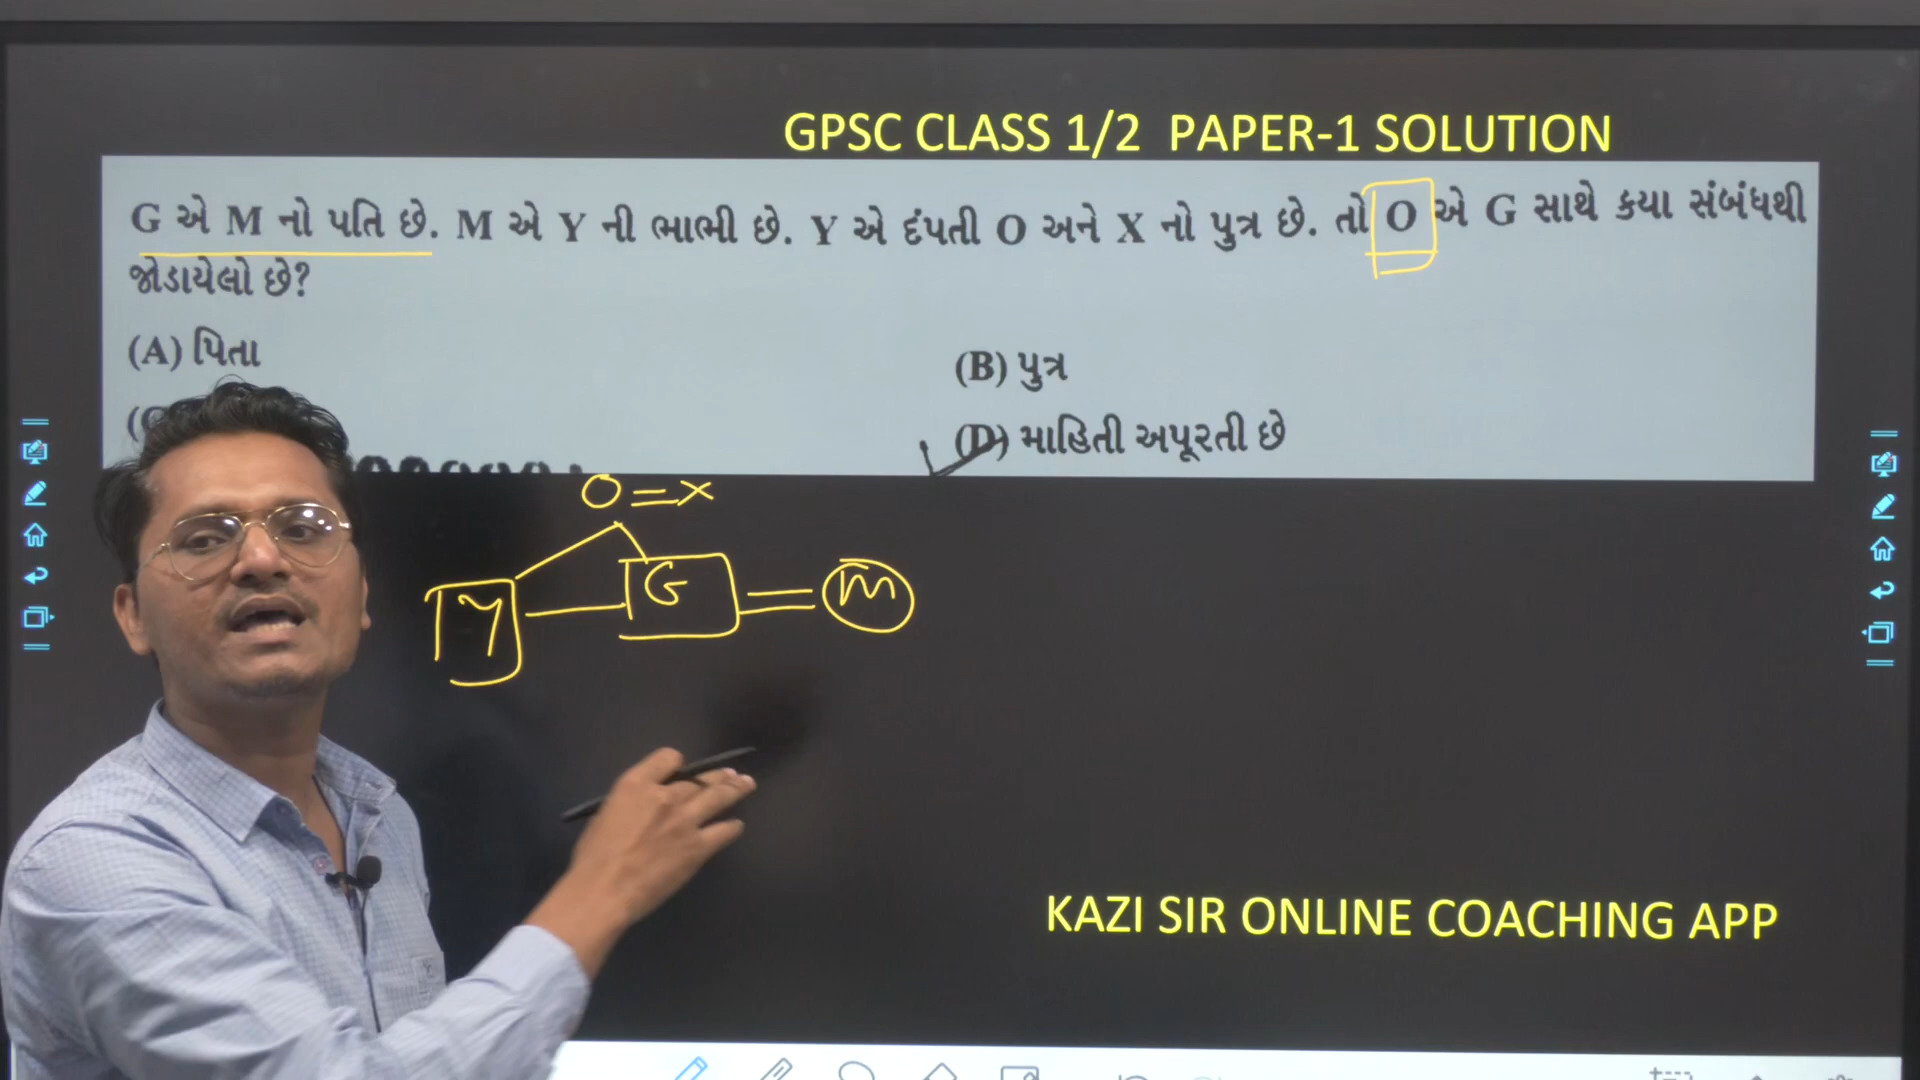 GPSC CLASS 1/2 PAPER-1 SOLUTION
G એ M નો પતિ છે. M એ Y ની ભાભી છે. Y એ દંપતી O અને X નો પુત્ર છે. તો O એ G સાથે કયા સંબંધથી
જોડાયેલો છે?
(A) પિતા
(B) પુત્ર
(D) માહિતી અપૂરતી છે
O = X
Y G = M
KAZI SIR ONLINE COACHING APP